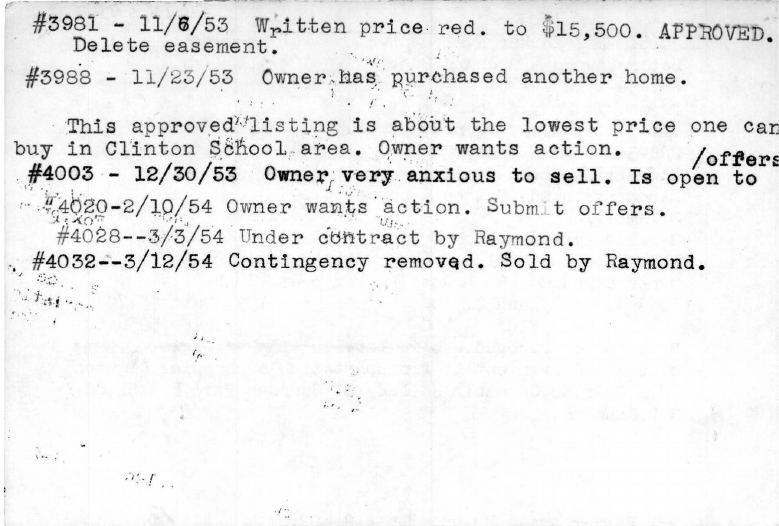 #3981 - 11/6/53 Written price red. to $15,500. APPROVED.
Delete easement.
#3988 - 11/23/53 Owner has purchased another home.
This approved listing is about the lowest price one can
buy in Clinton School area. Owner wants action.
/offers
#4003 - 12/30/53 Owner very anxious to sell. Is open to
#4020-2/10/54 Owner wants action. Submit offers.
#4028--3/3/54 Under contract by Raymond.
#4032--3/12/54 Contingency removed. Sold by Raymond.